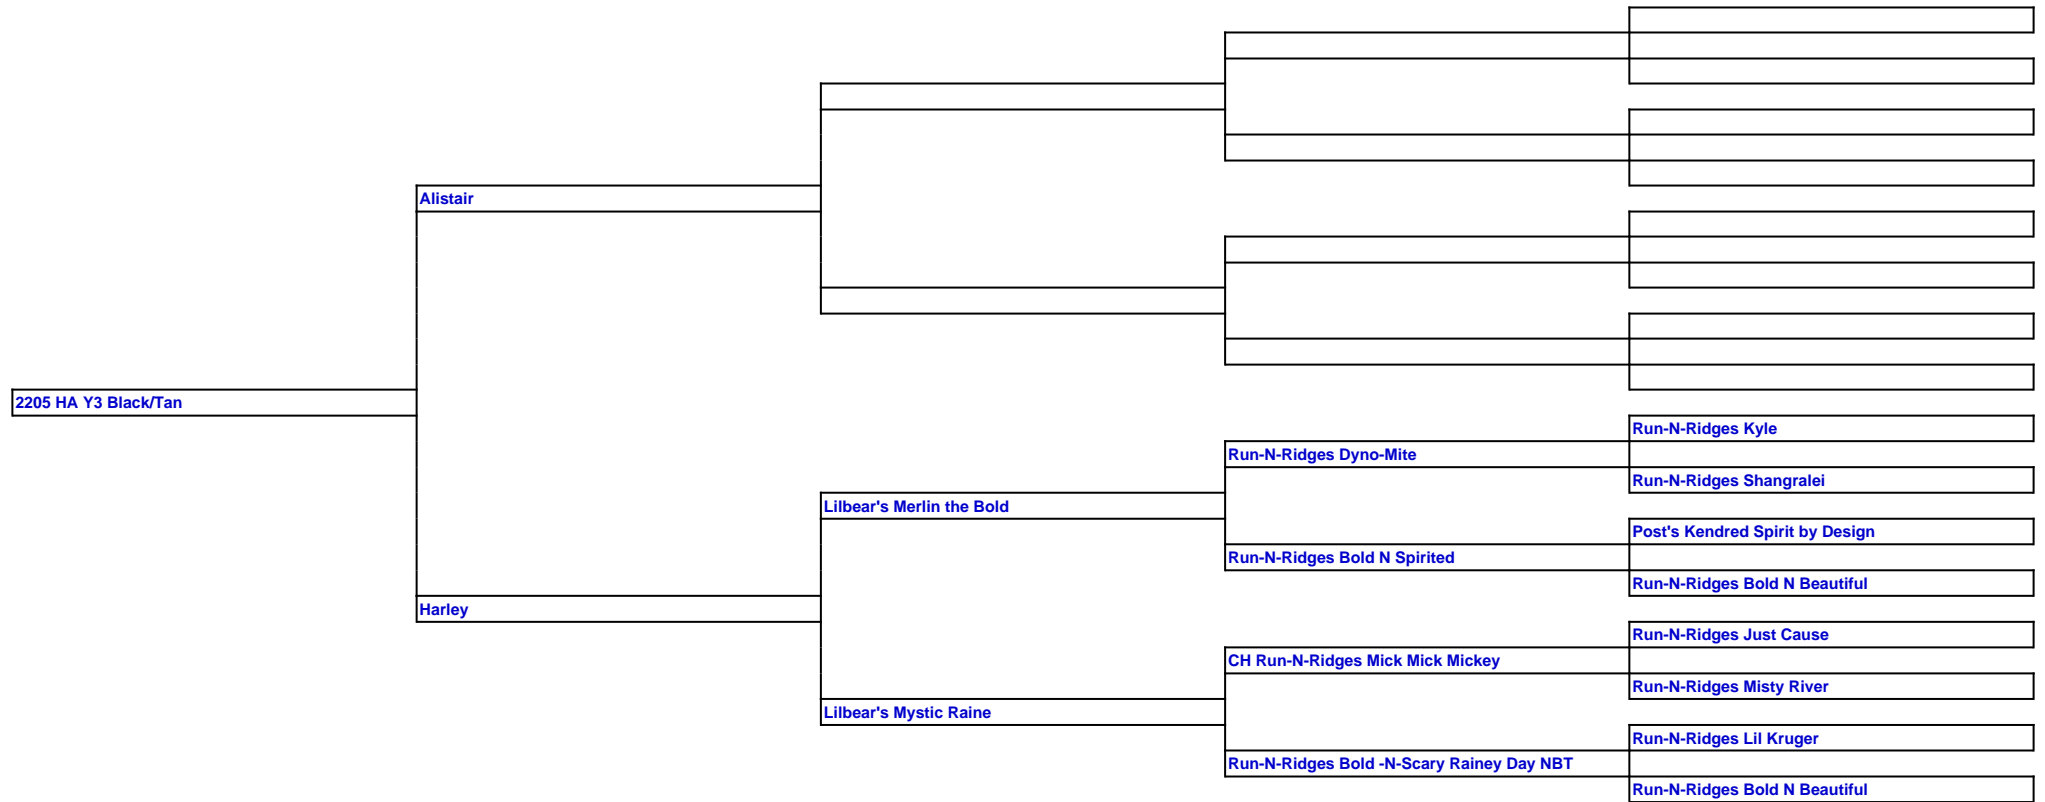 Alistair
2205 HA Y3 Black/Tan
Run-N-Ridges Kyle
Run-N-Ridges Dyno-Mite
Run-N-Ridges Shangralei
Lilbear's Merlin the Bold
Post's Kendred Spirit by Design
Run-N-Ridges Bold N Spirited
Run-N-Ridges Bold N Beautiful
Harley
Run-N-Ridges Just Cause
CH Run-N-Ridges Mick Mick Mickey
Run-N-Ridges Misty River
Lilbear's Mystic Raine
Run-N-Ridges Lil Kruger
Run-N-Ridges Bold -N-Scary Rainey Day NBT
Run-N-Ridges Bold N Beautiful